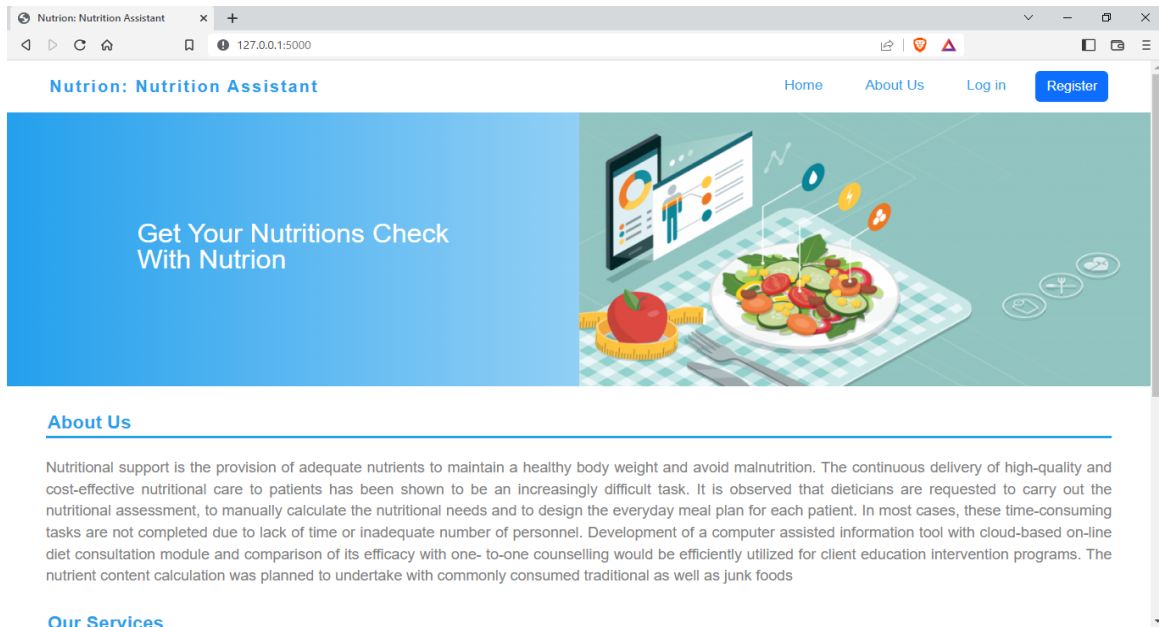 Nutrion: Nutrition Assistant
127.0.0.1:5000
Nutrion: Nutrition Assistant
Home About Us Log in Register
Get Your Nutritions Check
With Nutrion
About Us
Nutritional support is the provision of adequate nutrients to maintain a healthy body weight and avoid malnutrition. The continuous delivery of high-quality and
cost-effective nutritional care to patients has been shown to be an increasingly difficult task. It is observed that dieticians are requested to carry out the
nutritional assessment, to manually calculate the nutritional needs and to design the everyday meal plan for each patient. In most cases, these time-consuming
tasks are not completed due to lack of time or inadequate number of personnel. Development of a computer assisted information tool with cloud-based on-line
diet consultation module and comparison of its efficacy with one- to-one counselling would be efficiently utilized for client education intervention programs. The
nutrient content calculation was planned to undertake with commonly consumed traditional as well as junk foods
Our Services